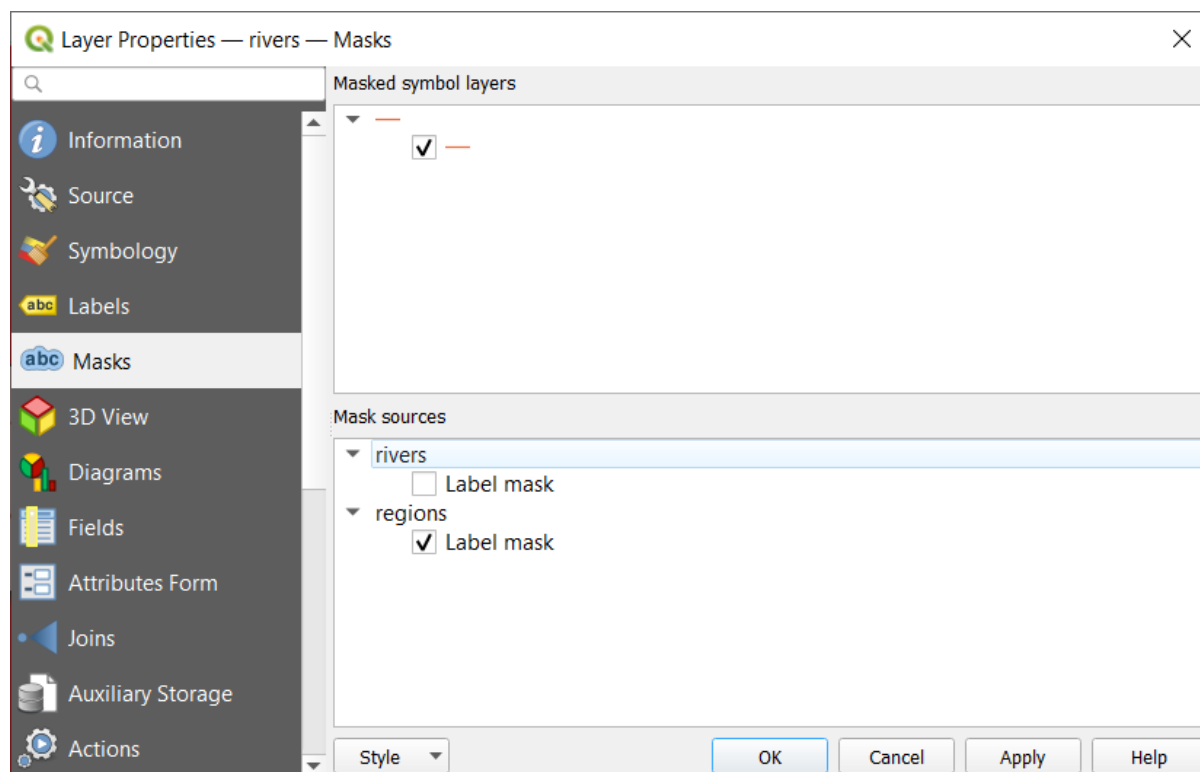 Layer Properties — rivers — Masks
Masked symbol layers
Information
Source
Symbology
abc Labels
abc Masks
3D View
Diagrams
Fields
Attributes Form
Joins
Auxiliary Storage
Actions
Mask sources
rivers
Label mask
regions
Label mask
Style OK Cancel Apply Help